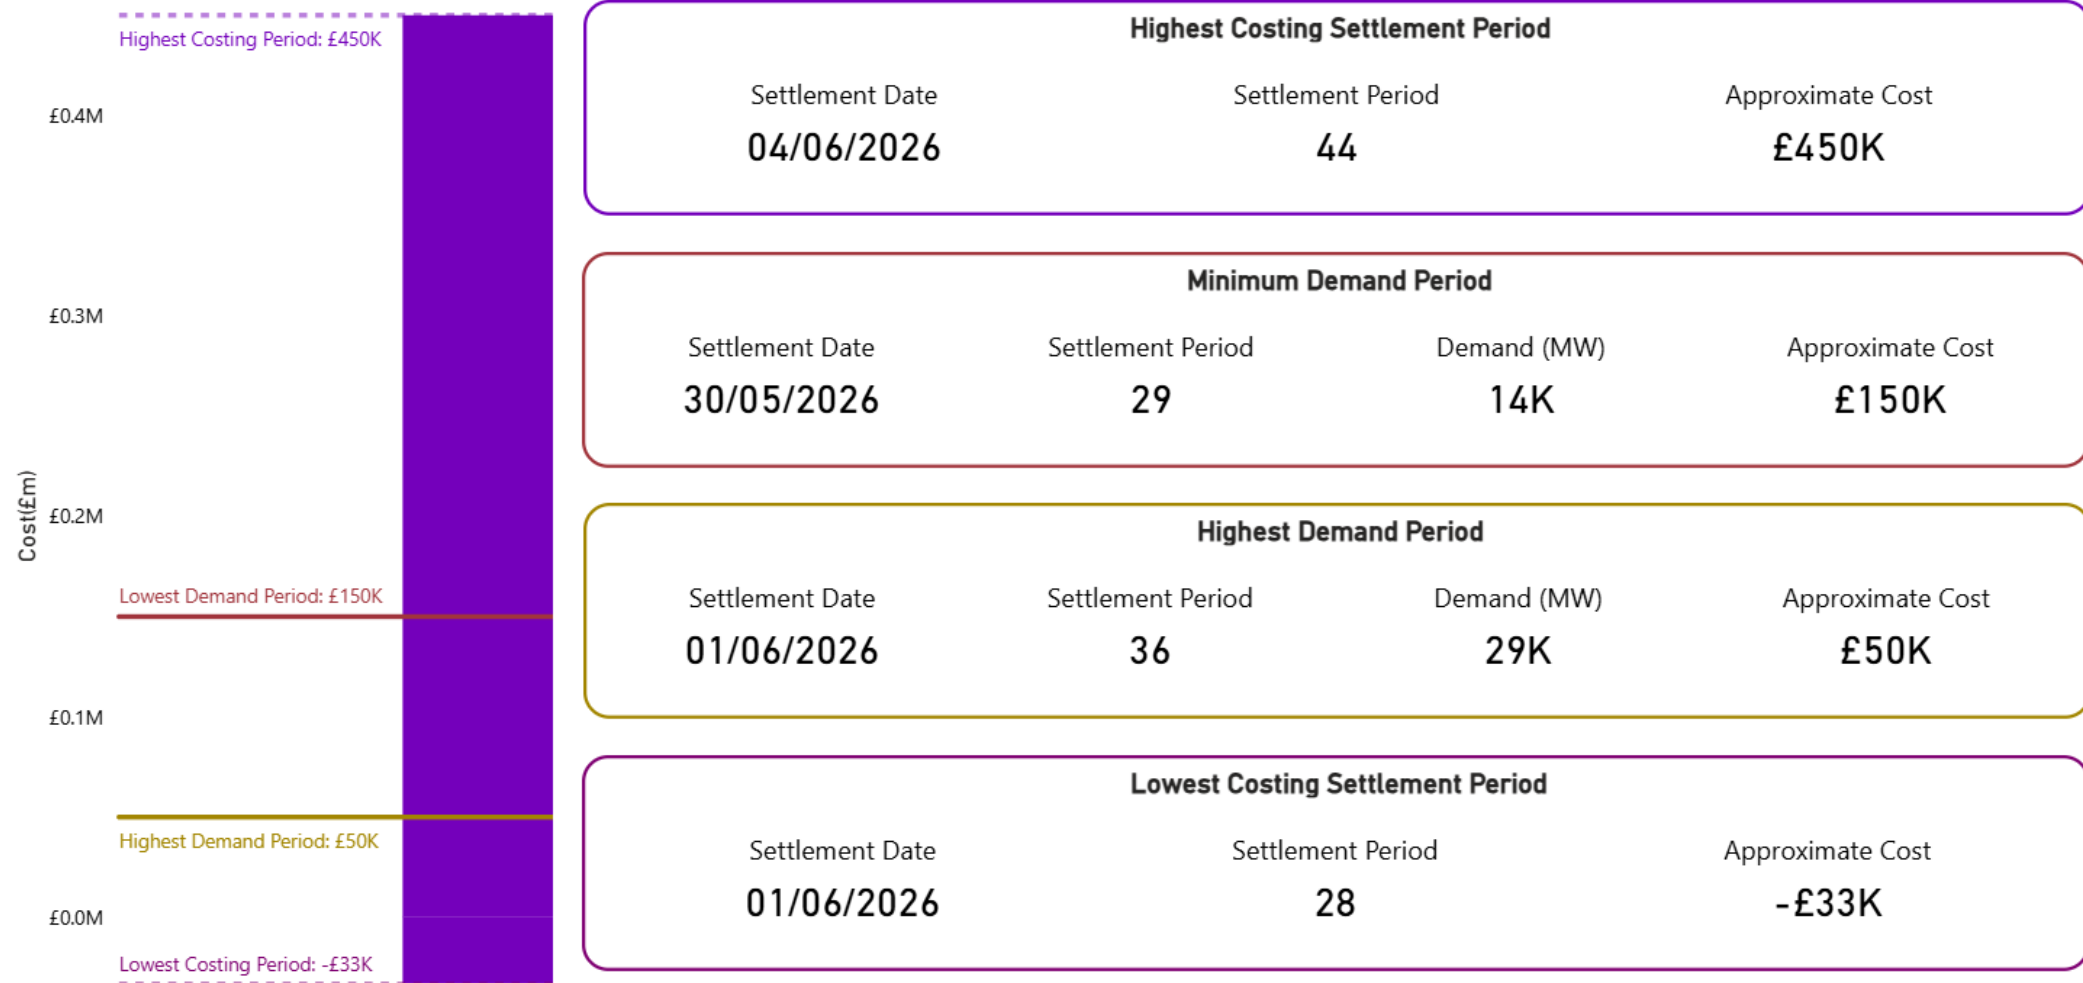 Highest Costing Period: £450K
£0.4M
£0.3M
£0.2M
Cost(£m)
Lowest Demand Period: £150K
£0.1M
Highest Demand Period: £50K
£0.0M
Lowest Costing Period: -£33K
Highest Costing Settlement Period
Settlement Date Settlement Period Approximate Cost
04/06/2026 44 £450K
Minimum Demand Period
Settlement Date Settlement Period Demand (MW) Approximate Cost
30/05/2026 29 14K £150K
Highest Demand Period
Settlement Date Settlement Period Demand (MW) Approximate Cost
01/06/2026 36 29K £50K
Lowest Costing Settlement Period
Settlement Date Settlement Period Approximate Cost
01/06/2026 28 -£33K